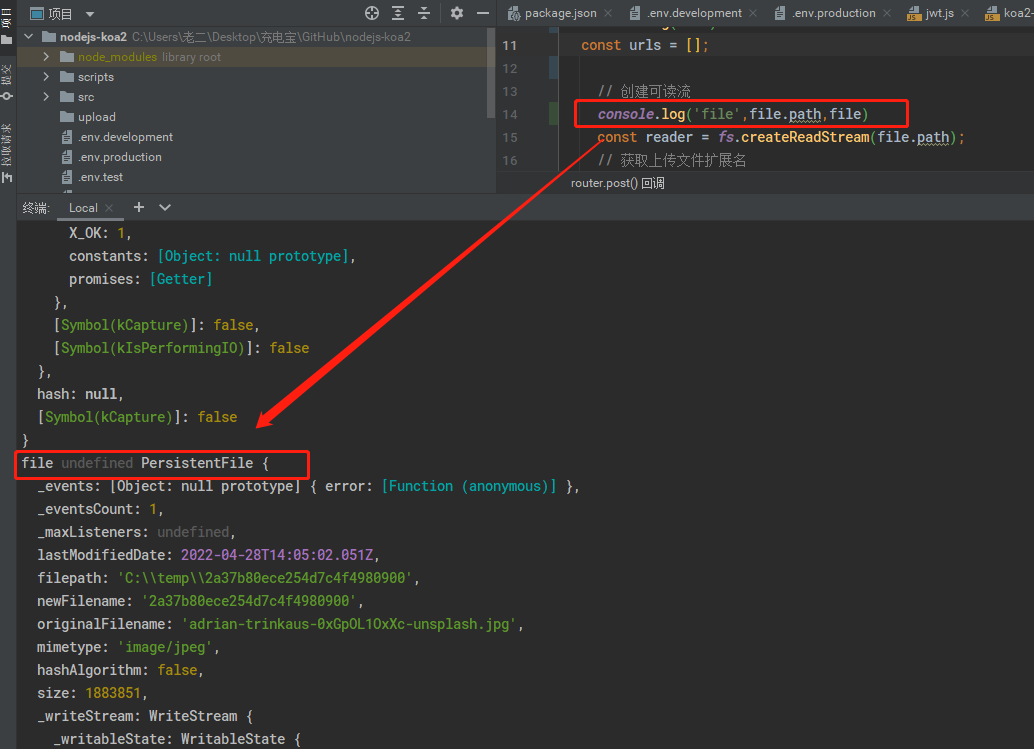 项目
package.json
.env.development
.env.production
jwt.js
koa2-
项目
提交
拉取请求
nodejs-koa2 C:\Users\老二\Desktop\充电宝\GitHub\nodejs-koa2
node_modules library root
scripts
src
upload
.env.development
.env.production
.env.test
11 const urls = [];
12
13 // 创建可读流
14 console.log('file',file.path,file)
15 const reader = fs.createReadStream(file.path);
16 // 获取上传文件扩展名
router.post() 回调
终端: Local
X_OK: 1,
constants: [Object: null prototype],
promises: [Getter]
},
[Symbol(kCapture)]: false,
[Symbol(kIsPerformingIO)]: false
},
hash: null,
[Symbol(kCapture)]: false
}
file undefined PersistentFile {
_events: [Object: null prototype] { error: [Function (anonymous)] },
_eventsCount: 1,
_maxListeners: undefined,
lastModifiedDate: 2022-04-28T14:05:02.051Z,
filepath: 'C:\\temp\\2a37b80ece254d7c4f4980900',
newFilename: '2a37b80ece254d7c4f4980900',
originalFilename: 'adrian-trinkaus-0xGpOL1OxXc-unsplash.jpg',
mimetype: 'image/jpeg',
hashAlgorithm: false,
size: 1883851,
_writeStream: WriteStream {
_writableState: WritableState {